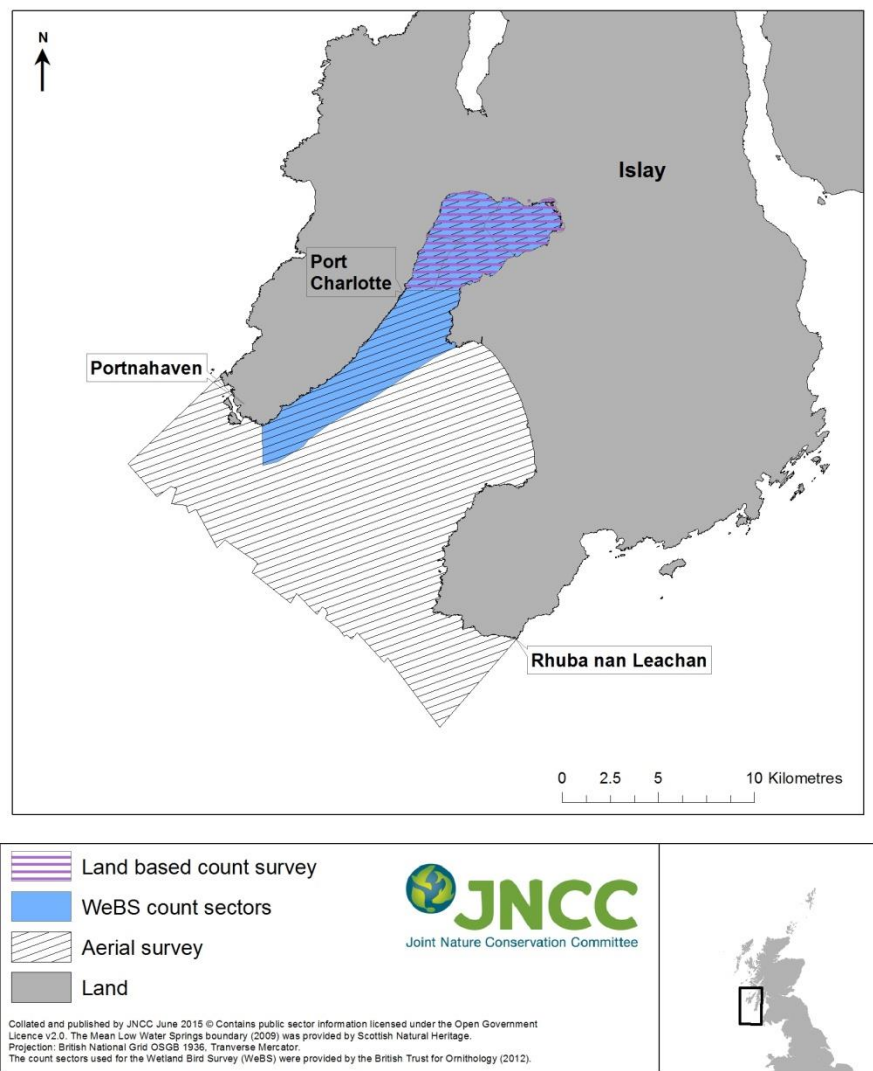 N
Islay
Port
Charlotte
Portnahaven
Rhuba nan Leachan
0 2.5 5 10 Kilometres
Land based count survey
WeBS count sectors
Aerial survey
Land
JNCC
Joint Nature Conservation Committee
Collated and published by JNCC June 2015 © Contains public sector information licensed under the Open Government
Licence v2.0. The Mean Low Water Springs boundary (2009) was provided by Scottish Natural Heritage.
Projection: British National Grid OSGB 1936, Tranverse Mercator.
The count sectors used for the Wetland Bird Survey (WeBS) were provided by the British Trust for Ornithology (2012).